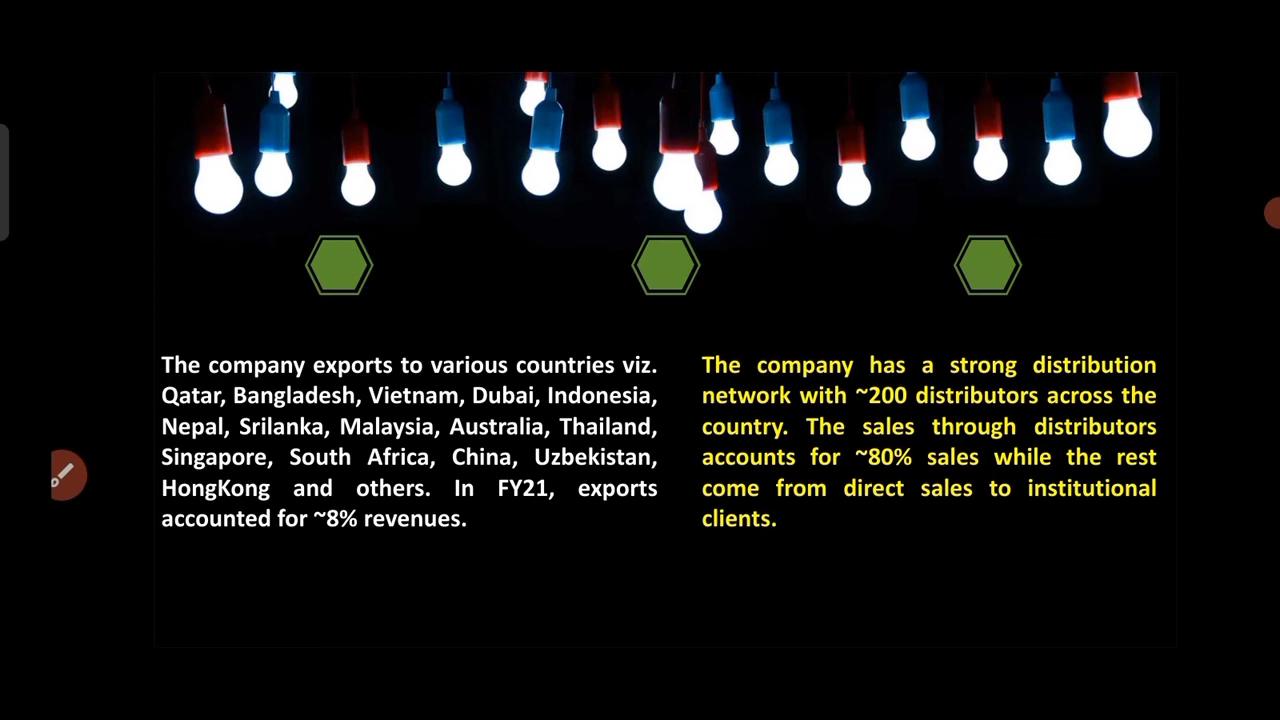 The company exports to various countries viz.
Qatar, Bangladesh, Vietnam, Dubai, Indonesia,
Nepal, Srilanka, Malaysia, Australia, Thailand,
Singapore, South Africa, China, Uzbekistan,
HongKong and others. In FY21, exports
accounted for ~8% revenues.
The company has a strong distribution
network with ~200 distributors across the
country. The sales through distributors
accounts for ~80% sales while the rest
come from direct sales to institutional
clients.